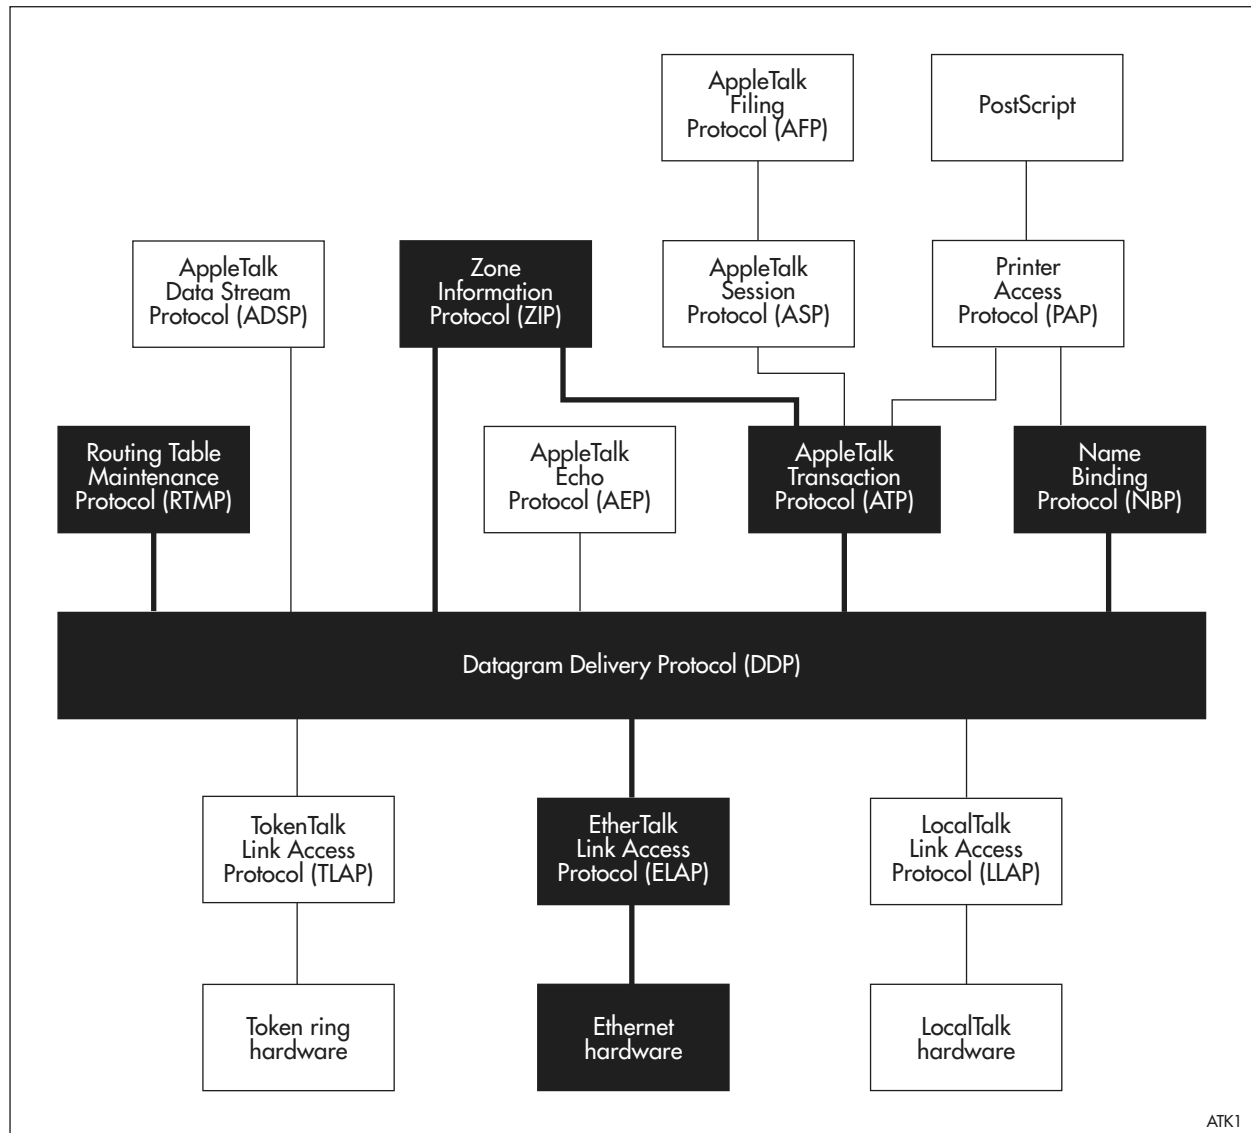 AppleTalk
Filing
Protocol (AFP)
PostScript
AppleTalk
Data Stream
Protocol (ADSP)
Zone
Information
Protocol (ZIP)
AppleTalk
Session
Protocol (ASP)
Printer
Access
Protocol (PAP)
Routing Table
Maintenance
Protocol (RTMP)
AppleTalk
Echo
Protocol (AEP)
AppleTalk
Transaction
Protocol (ATP)
Name
Binding
Protocol (NBP)
Datagram Delivery Protocol (DDP)
TokenTalk
Link Access
Protocol (TLAP)
EtherTalk
Link Access
Protocol (ELAP)
LocalTalk
Link Access
Protocol (LLAP)
Token ring
hardware
Ethernet
hardware
LocalTalk
hardware
ATK1